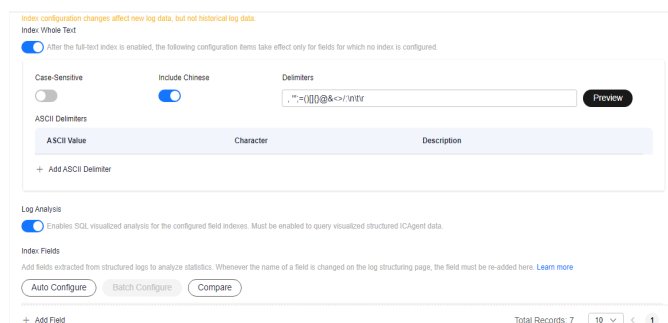 Index configuration changes affect new log data, but not historical log data.
Index Whole Text
After the full-text index is enabled, the following configuration items take effect only for fields for which no index is configured.
Case-Sensitive Include Chinese Delimiters
, '";=()[]{}@&<>/:\n\t\r Preview
ASCII Delimiters
ASCII Value Character Description
+ Add ASCII Delimiter
Log Analysis
Enables SQL visualized analysis for the configured field indexes. Must be enabled to query visualized structured ICAgent data.
Index Fields
Add fields extracted from structured logs to analyze statistics. Whenever the name of a field is changed on the log structuring page, the field must be re-added here. Learn more
Auto Configure Batch Configure Compare
+ Add Field Total Records: 7 10 < 1